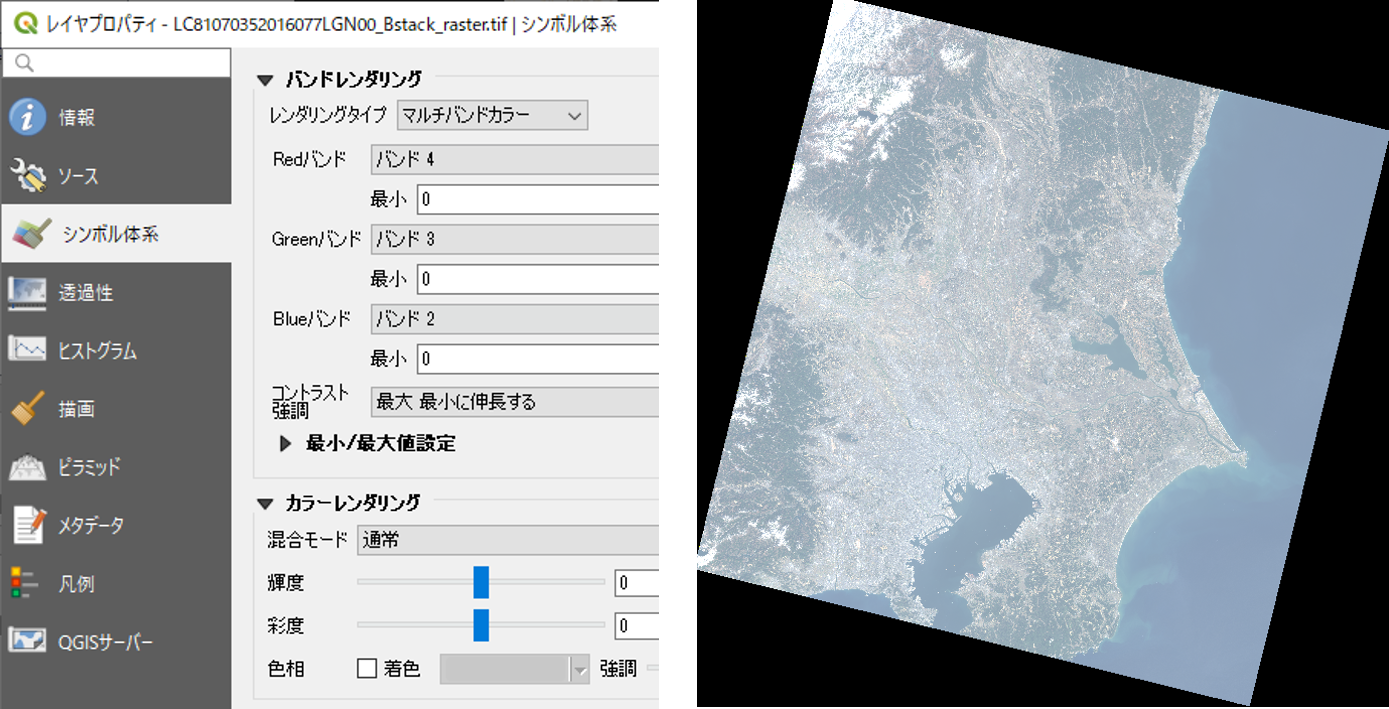 レイヤプロパティ - LC81070352016077LGN00_Bstack_raster.tif | シンボル体系
情報
ソース
シンボル体系
透過性
ヒストグラム
描画
ピラミッド
メタデータ
凡例
QGISサーバー
バンドレンダリング
レンダリングタイプ マルチバンドカラー
Redバンド バンド 4
最小 0
Greenバンド バンド 3
最小 0
Blueバンド バンド 2
最小 0
コントラスト
強調 最大 最小に伸長する
最小/最大値設定
カラーレンダリング
混合モード 通常
輝度 0
彩度 0
色相 着色 強調